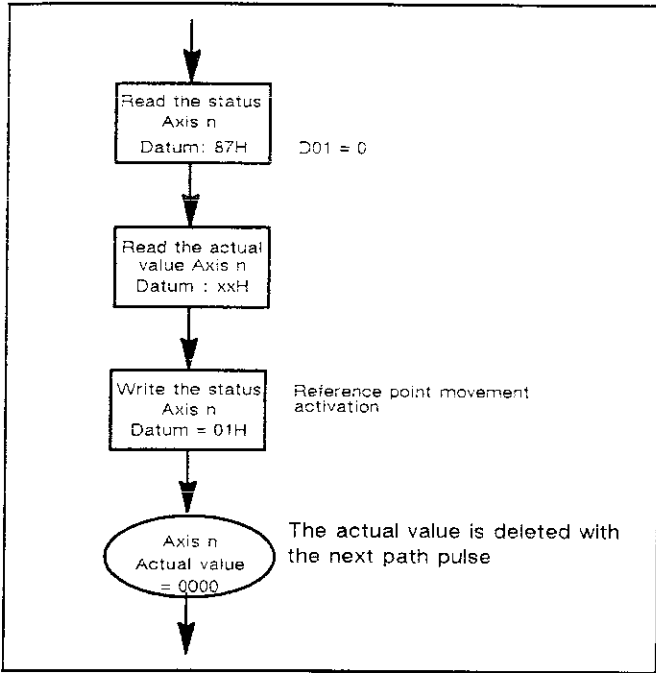 Read the status
Axis n
Datum: 87H
D01 = 0
Read the actual
value Axis n
Datum : xxH
Write the status
Axis n
Datum = 01H
Reference point movement
activation
Axis n
Actual value
= 0000
The actual value is deleted with
the next path pulse